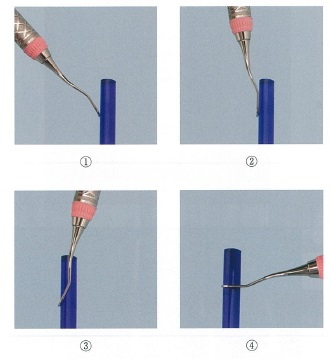 ①
②
③
④